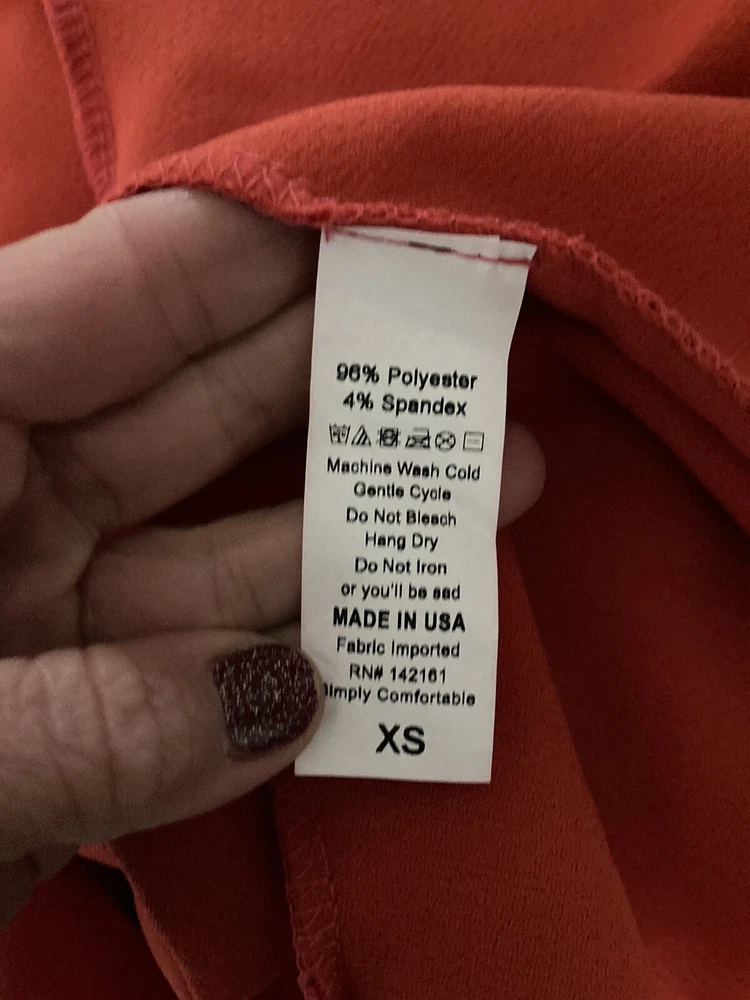 96% Polyester
4% Spandex
Machine Wash Cold
Gentle Cycle
Do Not Bleach
Hang Dry
Do Not Iron
or you'll be sad
MADE IN USA
Fabric Imported
RN# 142161
imply Comfortable
XS